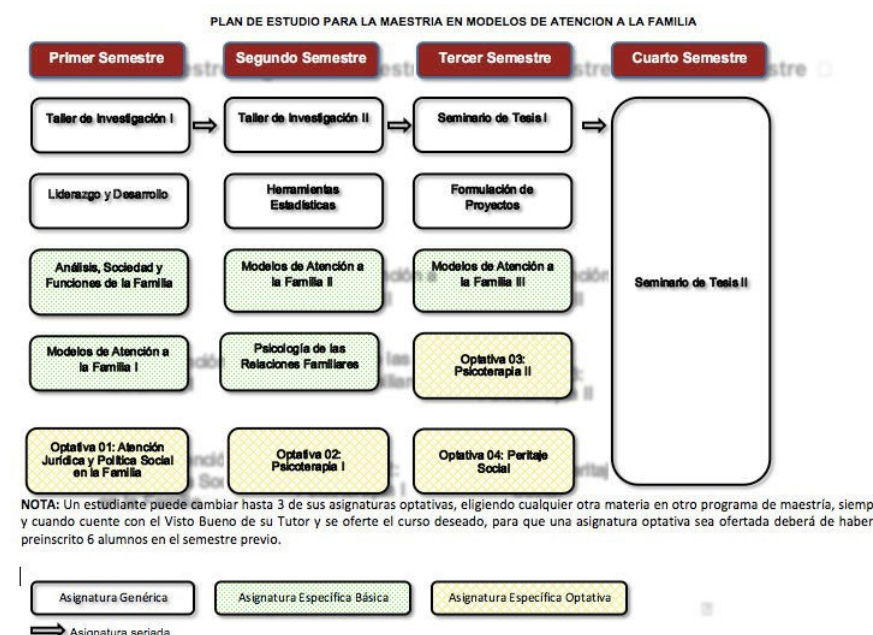 PLAN DE ESTUDIO PARA LA MAESTRIA EN MODELOS DE ATENCION A LA FAMILIA
Primer Semestre
Segundo Semestre
Tercer Semestre
Cuarto Semestre
Taller de Investigación I
Taller de Investigación II
Seminario de Tesis I
Liderazgo y Desarrollo
Herramientas
Estadísticas
Formulación de
Proyectos
Análisis, Sociedad y
Funciones de la Familia
Modelos de Atención a
la Familia II
Modelos de Atención a
la Familia III
Seminario de Tesis II
Modelos de Atención a
la Familia I
Psicología de las
Relaciones Familiares
Optativa 03:
Psicoterapia II
Optativa 01: Atención
Jurídica y Política Social
en la Familia
Optativa 02:
Psicoterapia I
Optativa 04: Peritaje
Social
NOTA: Un estudiante puede cambiar hasta 3 de sus asignaturas optativas, eligiendo cualquier otra materia en otro programa de maestría, siemp
y cuando cuente con el Visto Bueno de su Tutor y se oferte el curso deseado, para que una asignatura optativa sea ofertada deberá de haber
preinscrito 6 alumnos en el semestre previo.
Asignatura Genérica
Asignatura Específica Básica
Asignatura Específica Optativa
Asignatura seriada